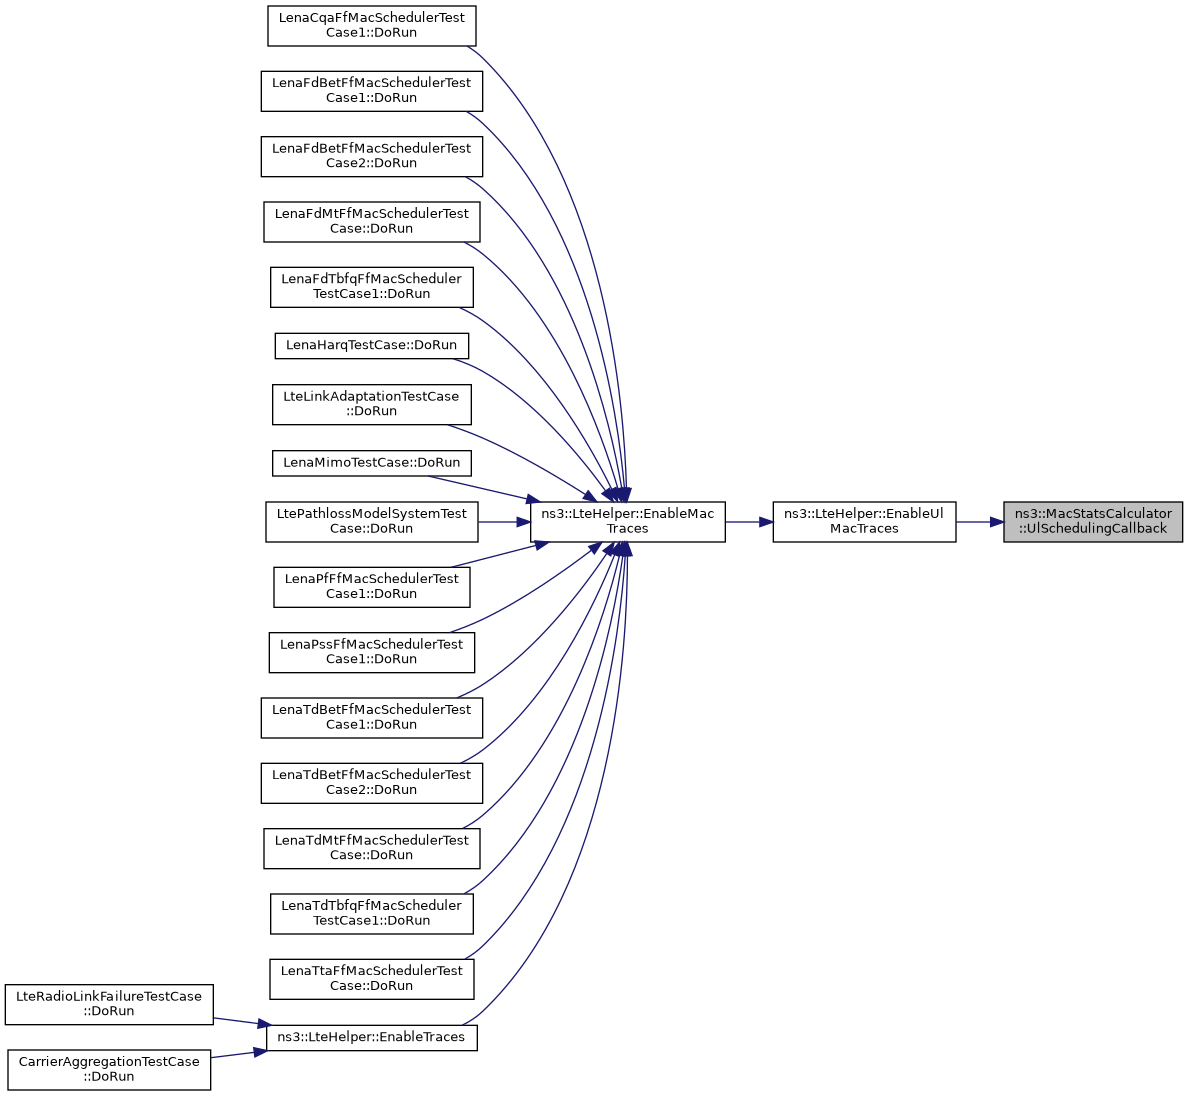 LenaCqaFfMacSchedulerTest
Case1::DoRun
LenaFdBetFfMacSchedulerTest
Case1::DoRun
LenaFdBetFfMacSchedulerTest
Case2::DoRun
LenaFdMtFfMacSchedulerTest
Case::DoRun
LenaFdTbfqFfMacScheduler
TestCase1::DoRun
LenaHarqTestCase::DoRun
LteLinkAdaptationTestCase
::DoRun
LenaMimoTestCase::DoRun
LtePathlossModelSystemTest
Case::DoRun
ns3::LteHelper::EnableMac
Traces
ns3::LteHelper::EnableUl
MacTraces
ns3::MacStatsCalculator
::UlSchedulingCallback
LenaPfFfMacSchedulerTest
Case1::DoRun
LenaPssFfMacSchedulerTest
Case1::DoRun
LenaTdBetFfMacSchedulerTest
Case1::DoRun
LenaTdBetFfMacSchedulerTest
Case2::DoRun
LenaTdMtFfMacSchedulerTest
Case::DoRun
LenaTdTbfqFfMacScheduler
TestCase1::DoRun
LenaTtaFfMacSchedulerTest
Case::DoRun
ns3::LteHelper::EnableTraces
LteRadioLinkFailureTestCase
::DoRun
CarrierAggregationTestCase
::DoRun